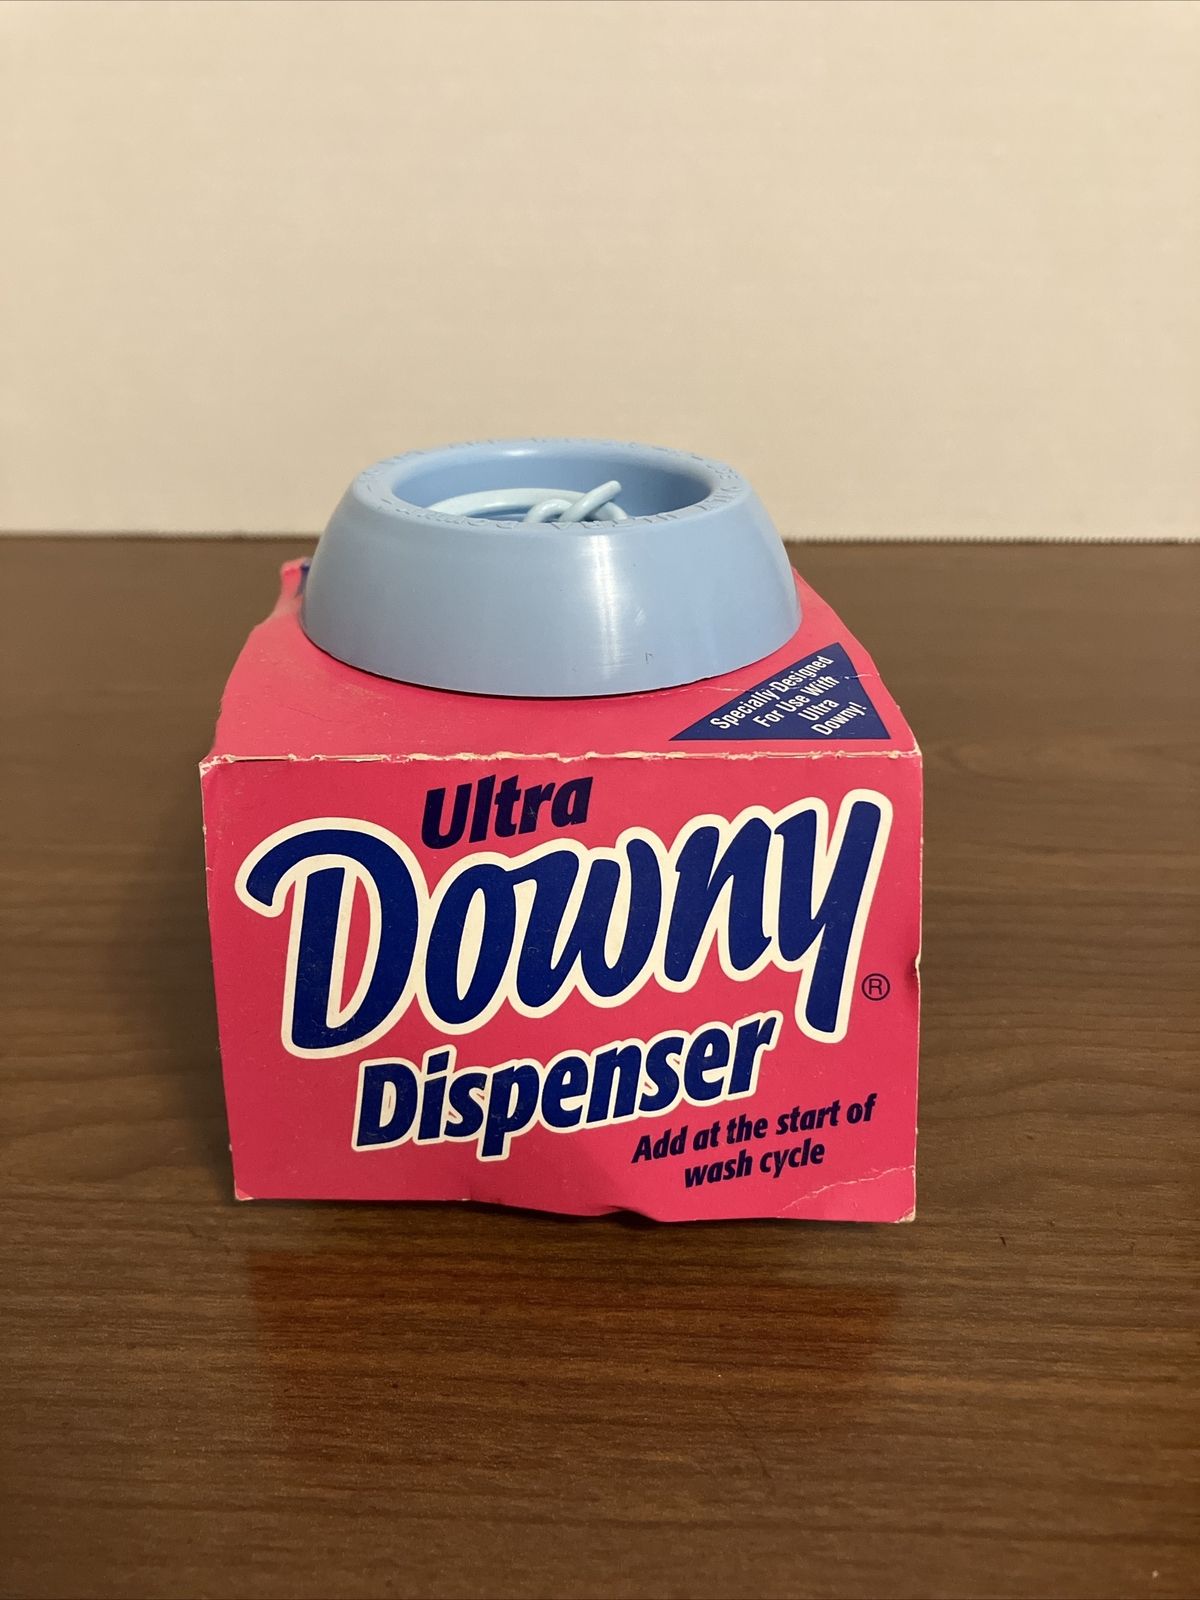 Specially Designed
For Use With
Ultra
Downy!
Ultra
Downy®
Dispenser
Add at the start of
wash cycle